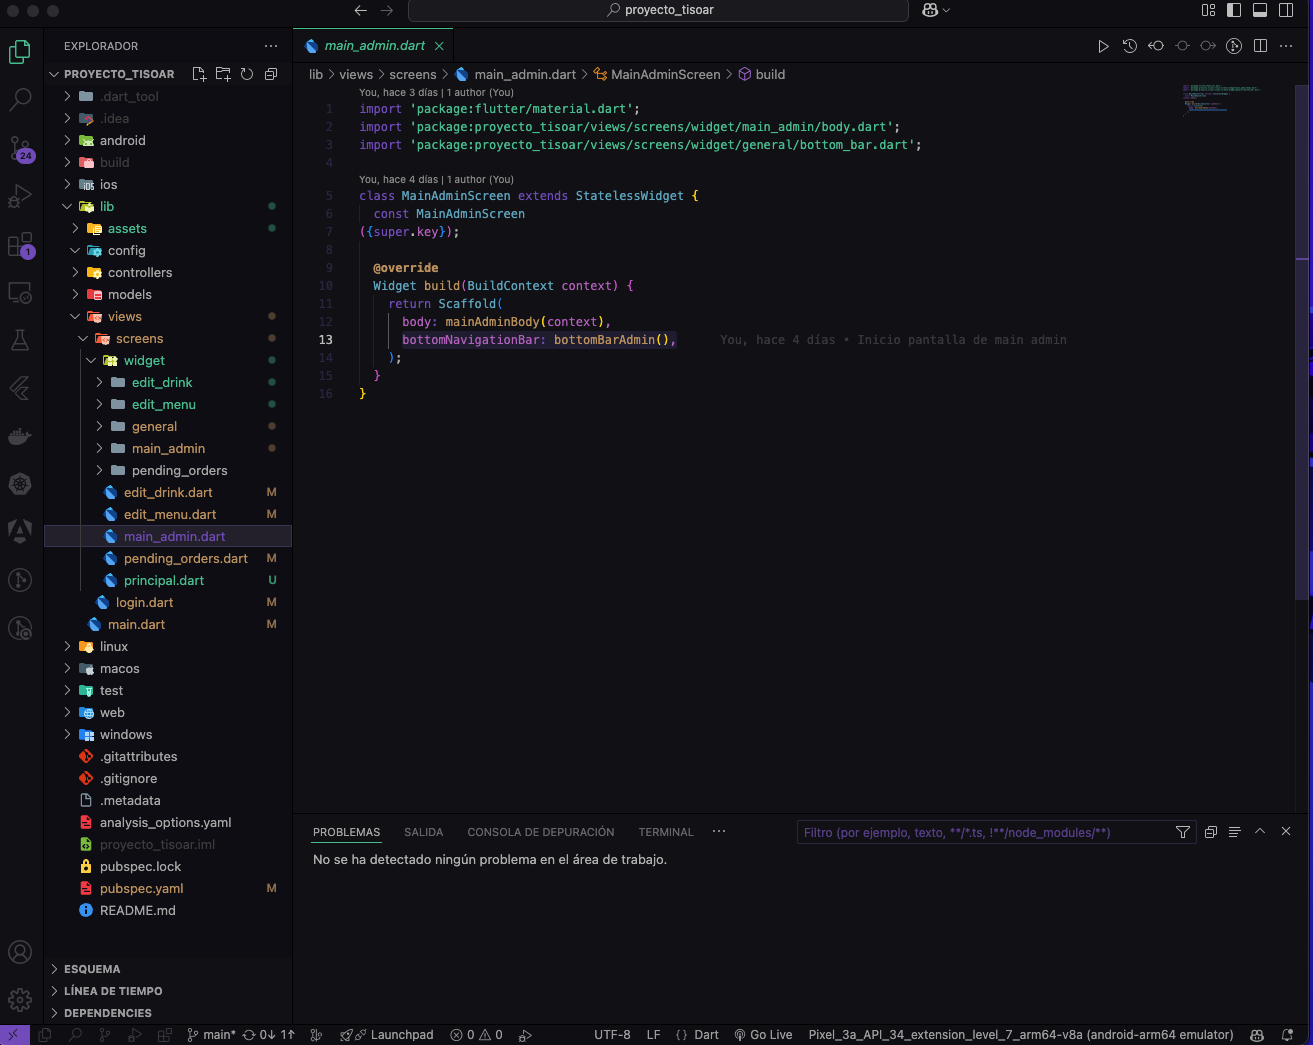 proyecto_tisoar
EXPLORADOR
PROYECTO_TISOAR
.dart_tool
.idea
android
build
ios
lib
assets
config
controllers
models
views
screens
widget
edit_drink
edit_menu
general
main_admin
pending_orders
edit_drink.dart M
edit_menu.dart M
main_admin.dart
pending_orders.dart M
principal.dart U
login.dart M
main.dart M
linux
macos
test
web
windows
.gitattributes
.gitignore
.metadata
analysis_options.yaml
proyecto_tisoar.iml
pubspec.lock
pubspec.yaml M
README.md
ESQUEMA
LÍNEA DE TIEMPO
DEPENDENCIES
24
1
main_admin.dart
lib > views > screens > main_admin.dart > MainAdminScreen > build
You, hace 3 días | 1 author (You)
1 import 'package:flutter/material.dart';
2 import 'package:proyecto_tisoar/views/screens/widget/main_admin/body.dart';
3 import 'package:proyecto_tisoar/views/screens/widget/general/bottom_bar.dart';
4
You, hace 4 días | 1 author (You)
5 class MainAdminScreen extends StatelessWidget {
6 const MainAdminScreen
7 ({super.key});
8
9 @override
10 Widget build(BuildContext context) {
11 return Scaffold(
12 body: mainAdminBody(context),
13 bottomNavigationBar: bottomBarAdmin(), You, hace 4 días • Inicio pantalla de main admin
14 );
15 }
16 }
PROBLEMAS SALIDA CONSOLA DE DEPURACIÓN TERMINAL
Filtro (por ejemplo, texto, **/*.ts, !**/node_modules/**)
No se ha detectado ningún problema en el área de trabajo.
main* 0↓ 1↑ Launchpad 0 0 UTF-8 LF {} Dart Go Live Pixel_3a_API_34_extension_level_7_arm64-v8a (android-arm64 emulator)